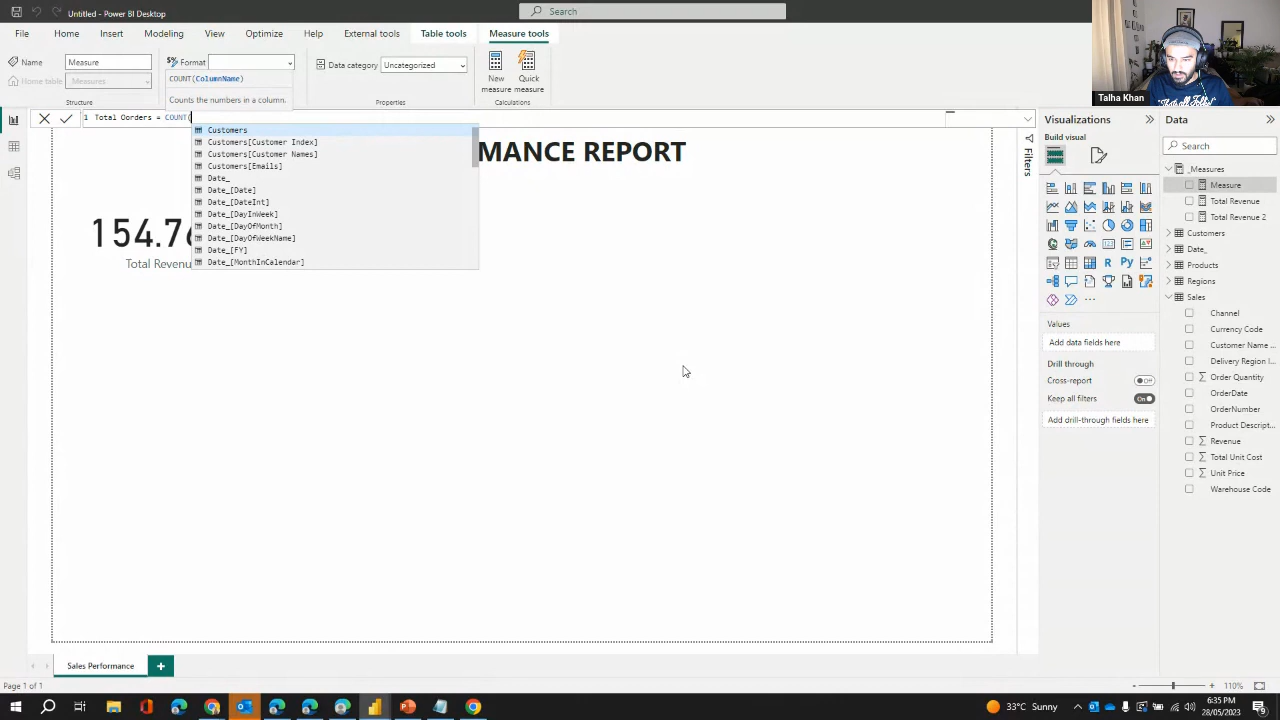 Untitled - Power BI Desktop
Search
File
Home
Insert
Modeling
View
Optimize
Help
External tools
Table tools
Measure tools
Name
Measure
Format
Data category
Uncategorized
Home table
Measures
COUNT(ColumnName)
Counts the numbers in a column.
New measure
Quick measure
Structure
Properties
Calculations
Talha Khan
1 Total Oorders = COUNT(
Customers
Customers[Customer Index]
Customers[Customer Names]
Customers[Emails]
Date_
Date_[Date]
Date_[DateInt]
Date_[DayInWeek]
Date_[DayOfMonth]
Date_[DayOfWeekName]
Date_[FY]
Date_[MonthInCalendar]
MANCE REPORT
154.76
Total Revenu
Filters
Visualizations
Build visual
Values
Add data fields here
Drill through
Cross-report
Off
Keep all filters
On
Add drill-through fields here
Data
Search
_Measures
Measure
Total Revenue
Total Revenue 2
Customers
Date_
Products
Regions
Sales
Channel
Currency Code
Customer Name ...
Delivery Region I...
Order Quantity
OrderDate
OrderNumber
Product Descript...
Revenue
Total Unit Cost
Unit Price
Warehouse Code
Sales Performance
Page 1 of 1
110%
33°C Sunny
6:35 PM
28/05/2023